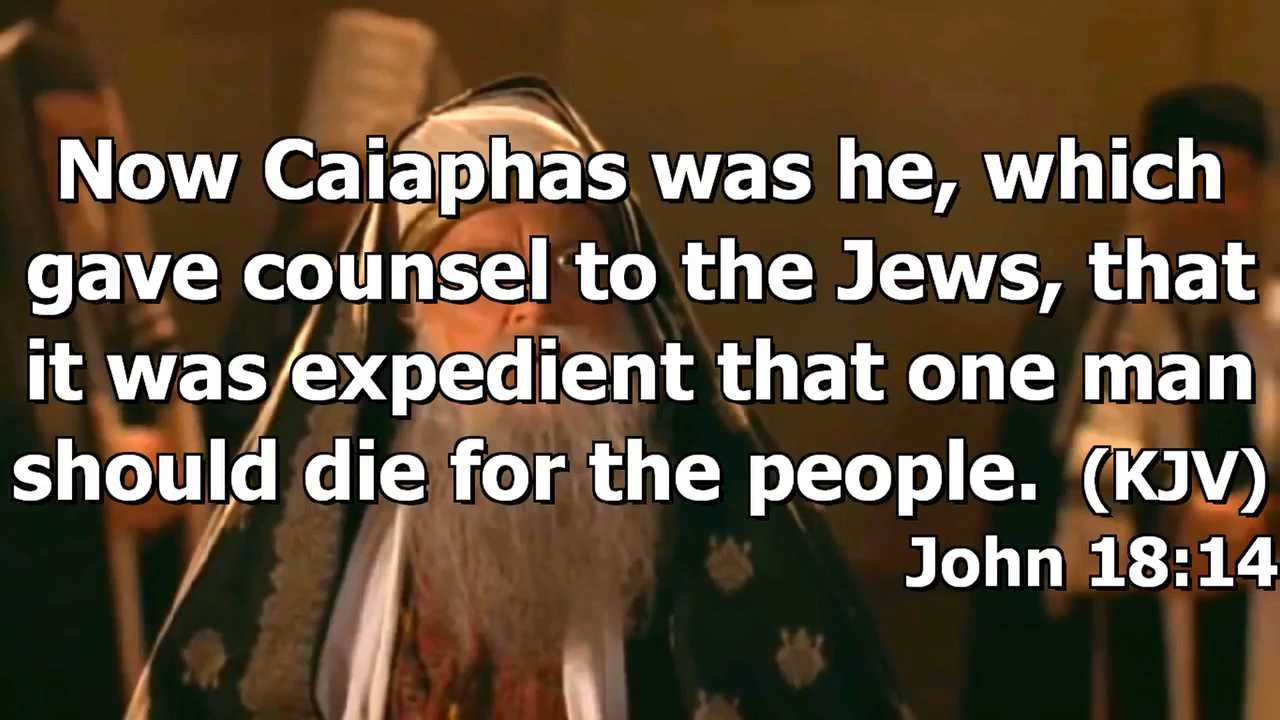 Now Caiaphas was he, which
gave counsel to the Jews, that
it was expedient that one man
should die for the people. (KJV)
John 18:14